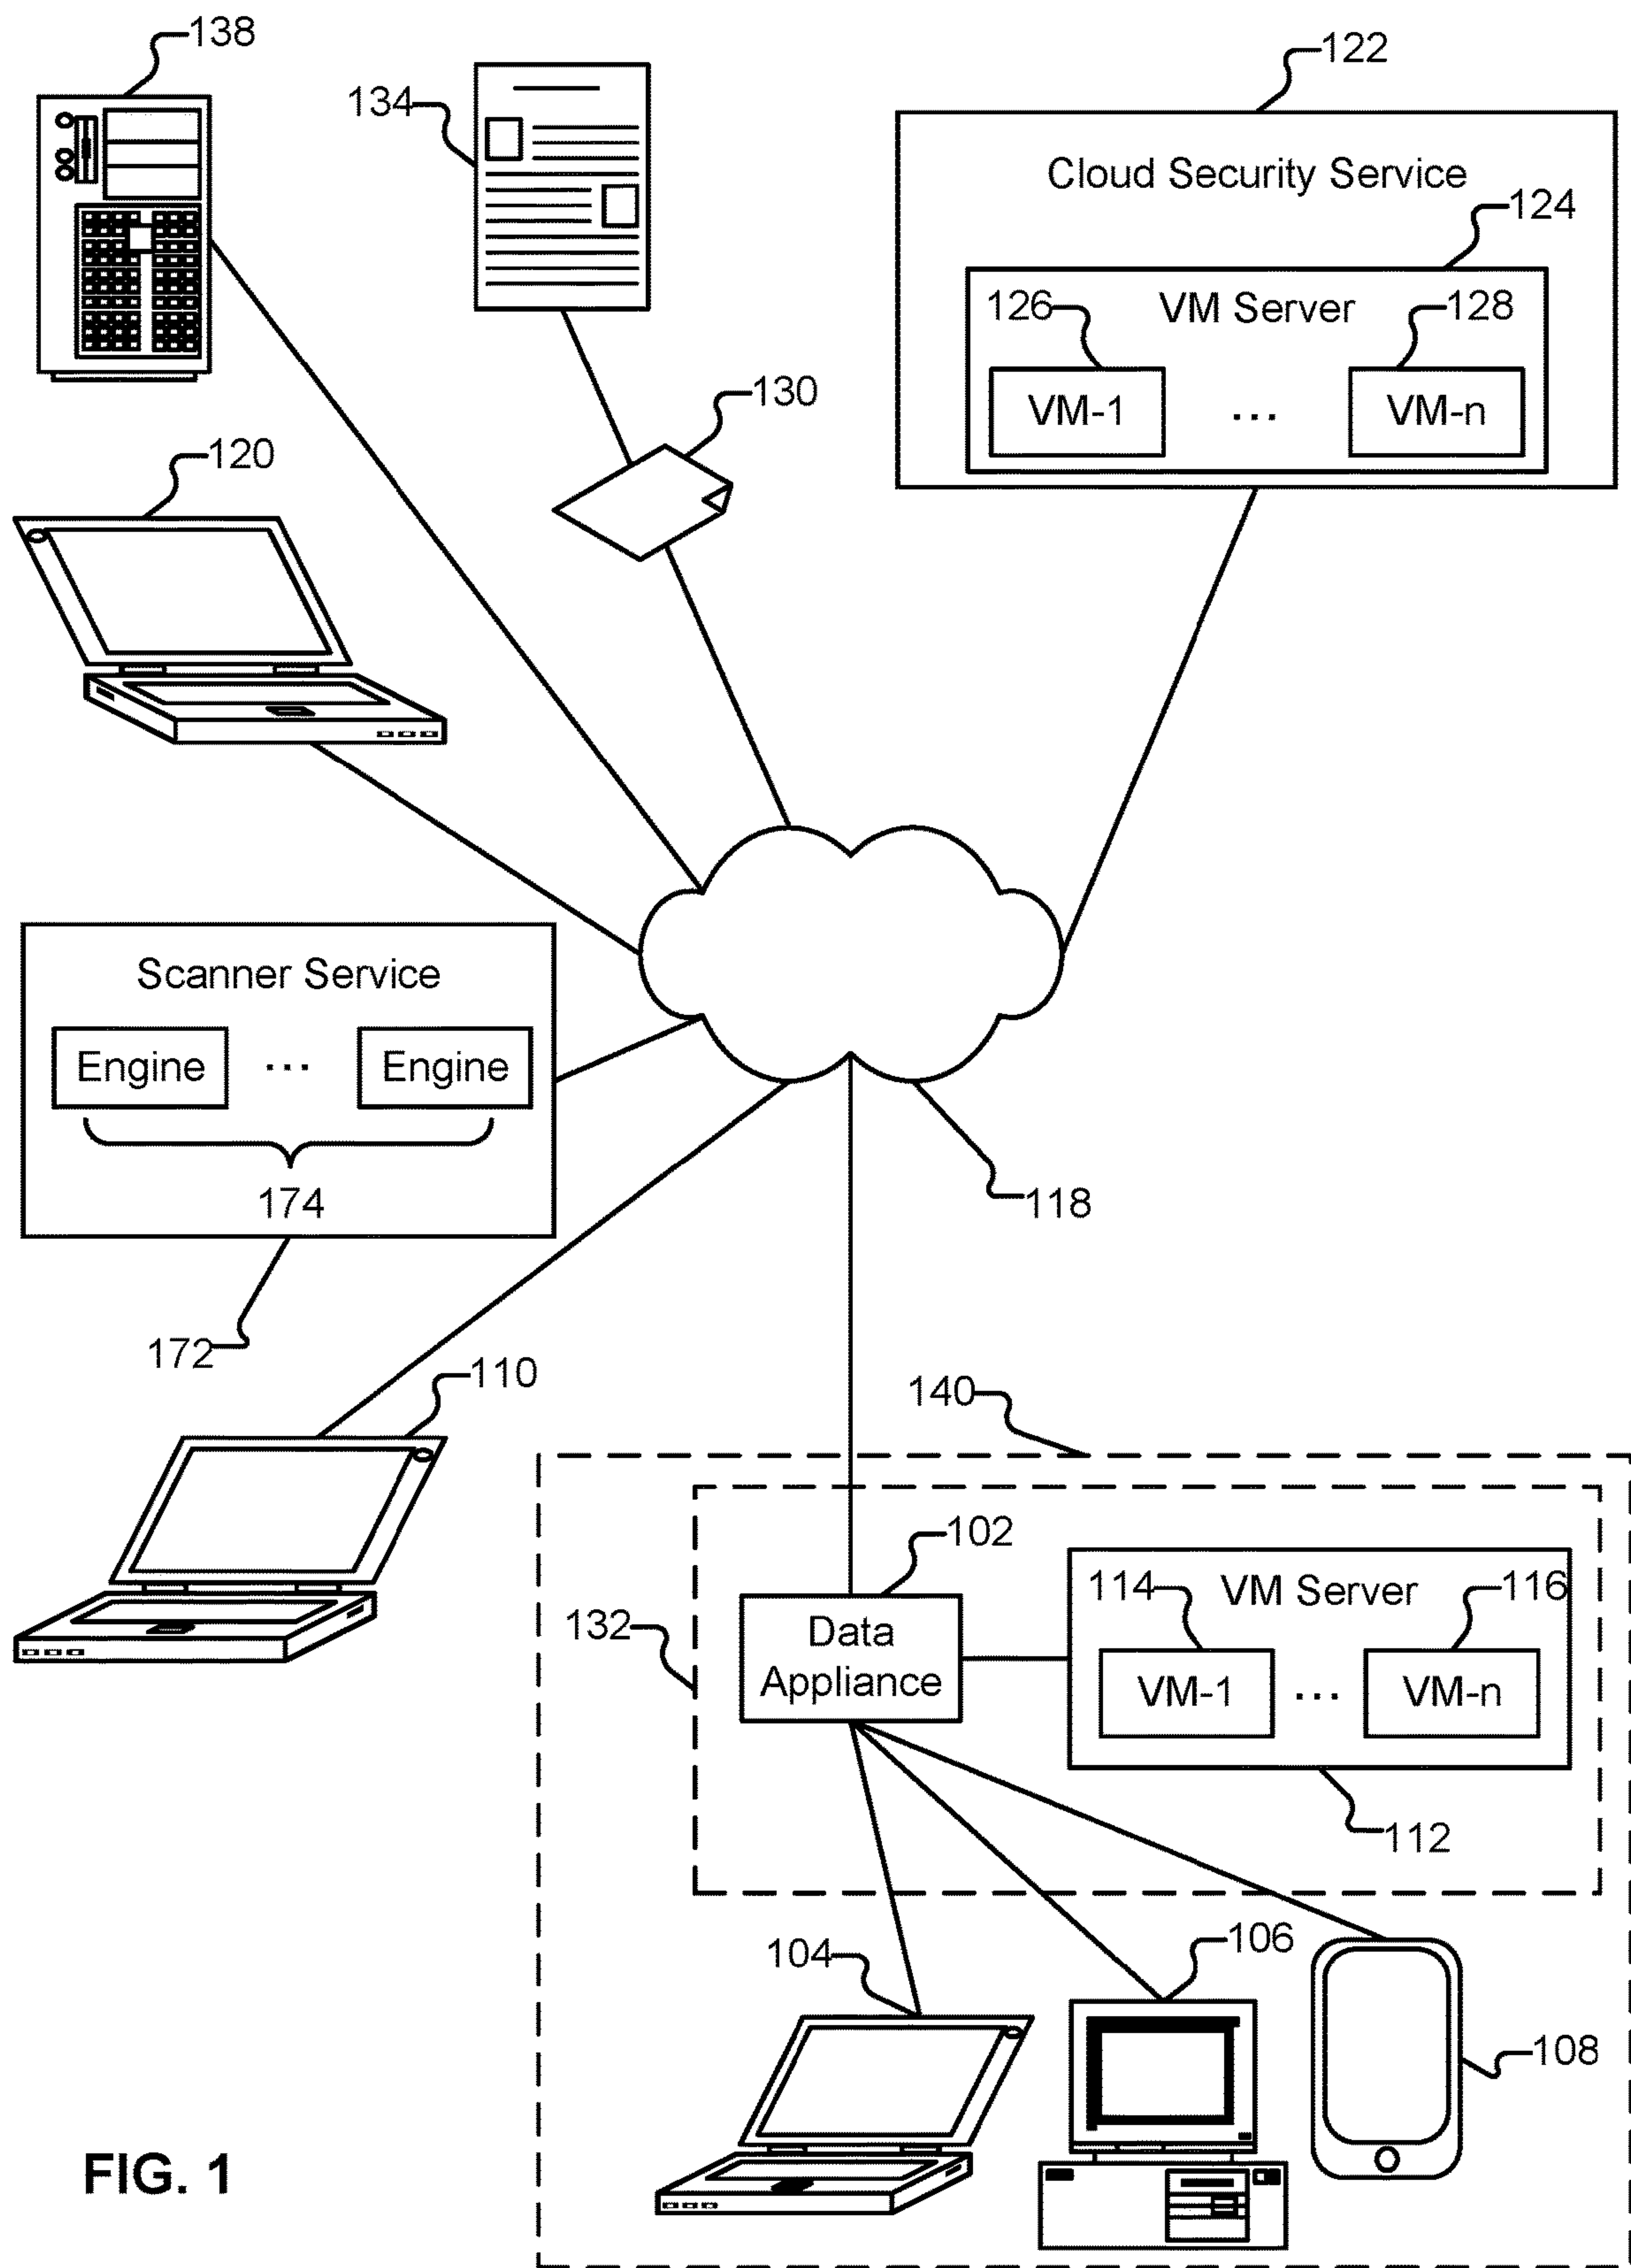 138
134
122
Cloud Security Service
124
126
VM Server
128
VM-1
...
VM-n
130
120
Scanner Service
Engine
...
Engine
174
118
172
110
140
102
114
VM Server
116
132
Data
Appliance
VM-1
...
VM-n
112
104
106
108
FIG. 1